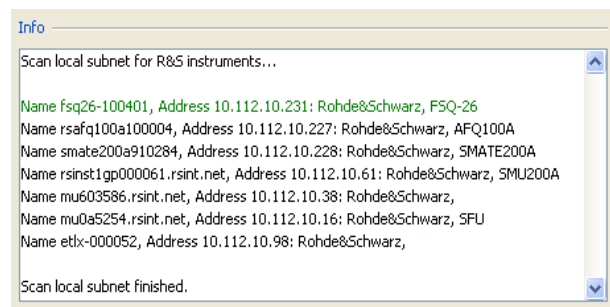 Info
Scan local subnet for R&S instruments...
Name fsq26-100401, Address 10.112.10.231: Rohde&Schwarz, FSQ-26
Name rsafq100a100004, Address 10.112.10.227: Rohde&Schwarz, AFQ100A
Name smate200a910284, Address 10.112.10.228: Rohde&Schwarz, SMATE200A
Name rsinst1gp000061.rsint.net, Address 10.112.10.61: Rohde&Schwarz, SMU200A
Name mu603586.rsint.net, Address 10.112.10.38: Rohde&Schwarz,
Name mu0a5254.rsint.net, Address 10.112.10.16: Rohde&Schwarz, SFU
Name etlx-000052, Address 10.112.10.98: Rohde&Schwarz,
Scan local subnet finished.